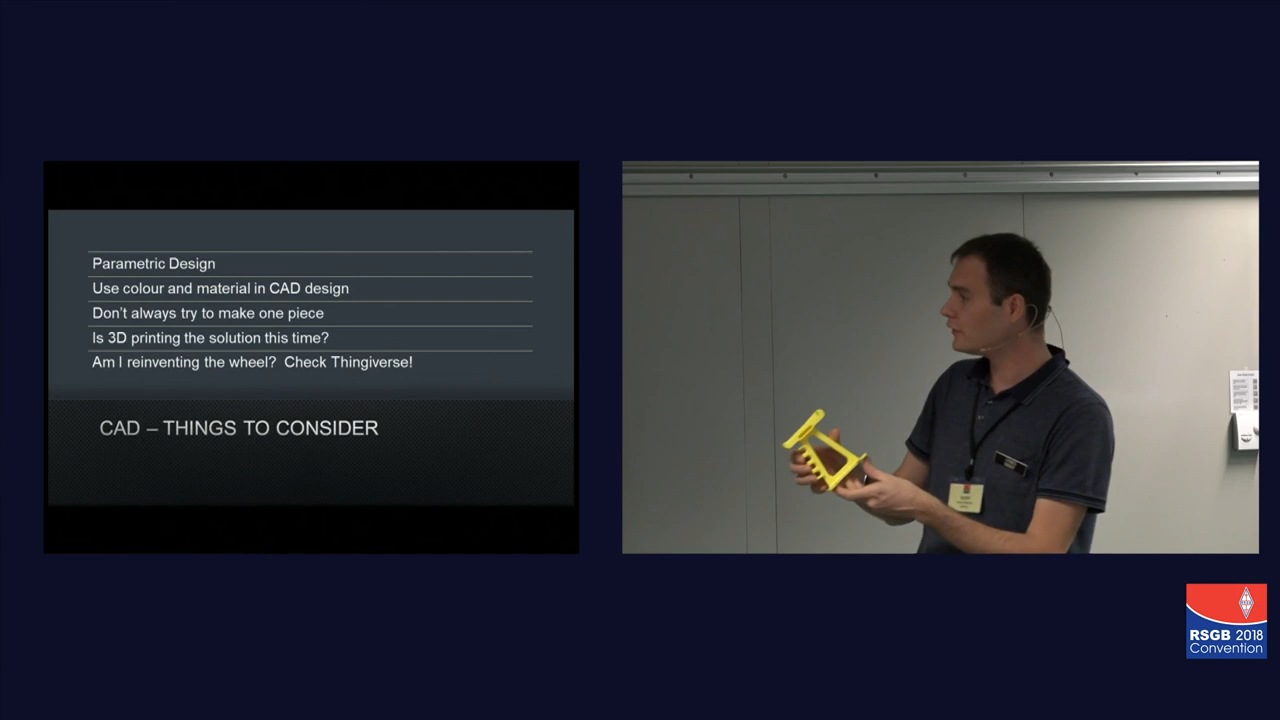 Parametric Design
Use colour and material in CAD design
Don't always try to make one piece
Is 3D printing the solution this time?
Am I reinventing the wheel?  Check Thingiverse!
CAD – THINGS TO CONSIDER
RSGB 2018
Convention